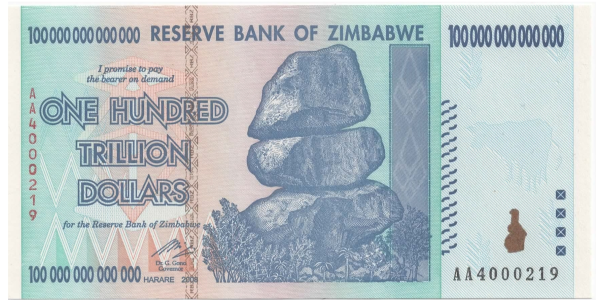 100 000 000 000 000 RESERVE BANK OF ZIMBABWE 100 000 000 000 000
I promise to pay
the bearer on demand
AA4000219
ONE HUNDRED
TRILLION
DOLLARS
for the Reserve Bank of Zimbabwe
Dr. G. Gono
Governor
100 000 000 000 000
HARARE 2008
AA4000219